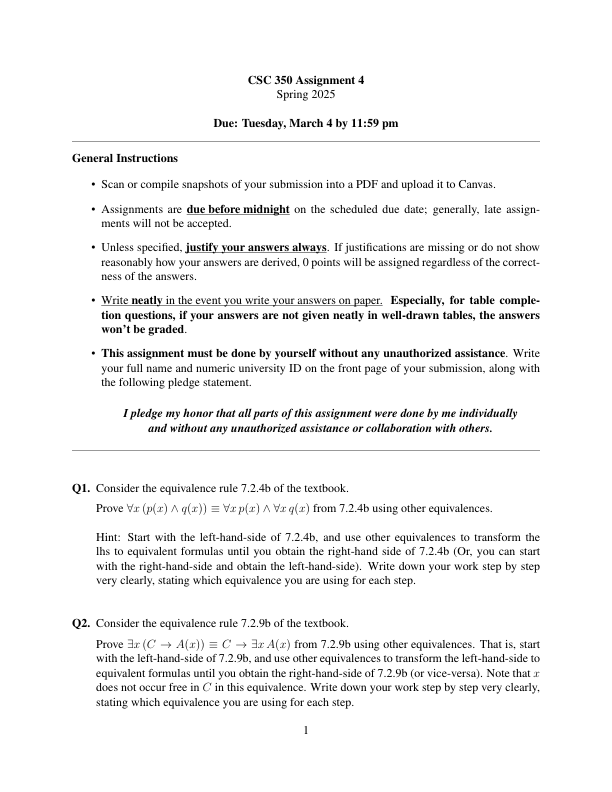 CSC 350 Assignment 4
Spring 2025
Due: Tuesday, March 4 by 11:59 pm
General Instructions
• Scan or compile snapshots of your submission into a PDF and upload it to Canvas.
• Assignments are due before midnight on the scheduled due date; generally, late assign-
ments will not be accepted.
• Unless specified, justify your answers always. If justifications are missing or do not show
reasonably how your answers are derived, 0 points will be assigned regardless of the correct-
ness of the answers.
• Write neatly in the event you write your answers on paper. Especially, for table comple-
tion questions, if your answers are not given neatly in well-drawn tables, the answers
won't be graded.
• This assignment must be done by yourself without any unauthorized assistance. Write
your full name and numeric university ID on the front page of your submission, along with
the following pledge statement.
I pledge my honor that all parts of this assignment were done by me individually
and without any unauthorized assistance or collaboration with others.
Q1. Consider the equivalence rule 7.2.4b of the textbook.
Prove ∀x (p(x) ∧ q(x)) ≡ ∀x p(x) ∧ ∀x q(x) from 7.2.4b using other equivalences.
Hint: Start with the left-hand-side of 7.2.4b, and use other equivalences to transform the
lhs to equivalent formulas until you obtain the right-hand side of 7.2.4b (Or, you can start
with the right-hand-side and obtain the left-hand-side). Write down your work step by step
very clearly, stating which equivalence you are using for each step.
Q2. Consider the equivalence rule 7.2.9b of the textbook.
Prove ∃x (C → A(x)) ≡ C → ∃x A(x) from 7.2.9b using other equivalences. That is, start
with the left-hand-side of 7.2.9b, and use other equivalences to transform the left-hand-side to
equivalent formulas until you obtain the right-hand-side of 7.2.9b (or vice-versa). Note that x
does not occur free in C in this equivalence. Write down your work step by step very clearly,
stating which equivalence you are using for each step.
1